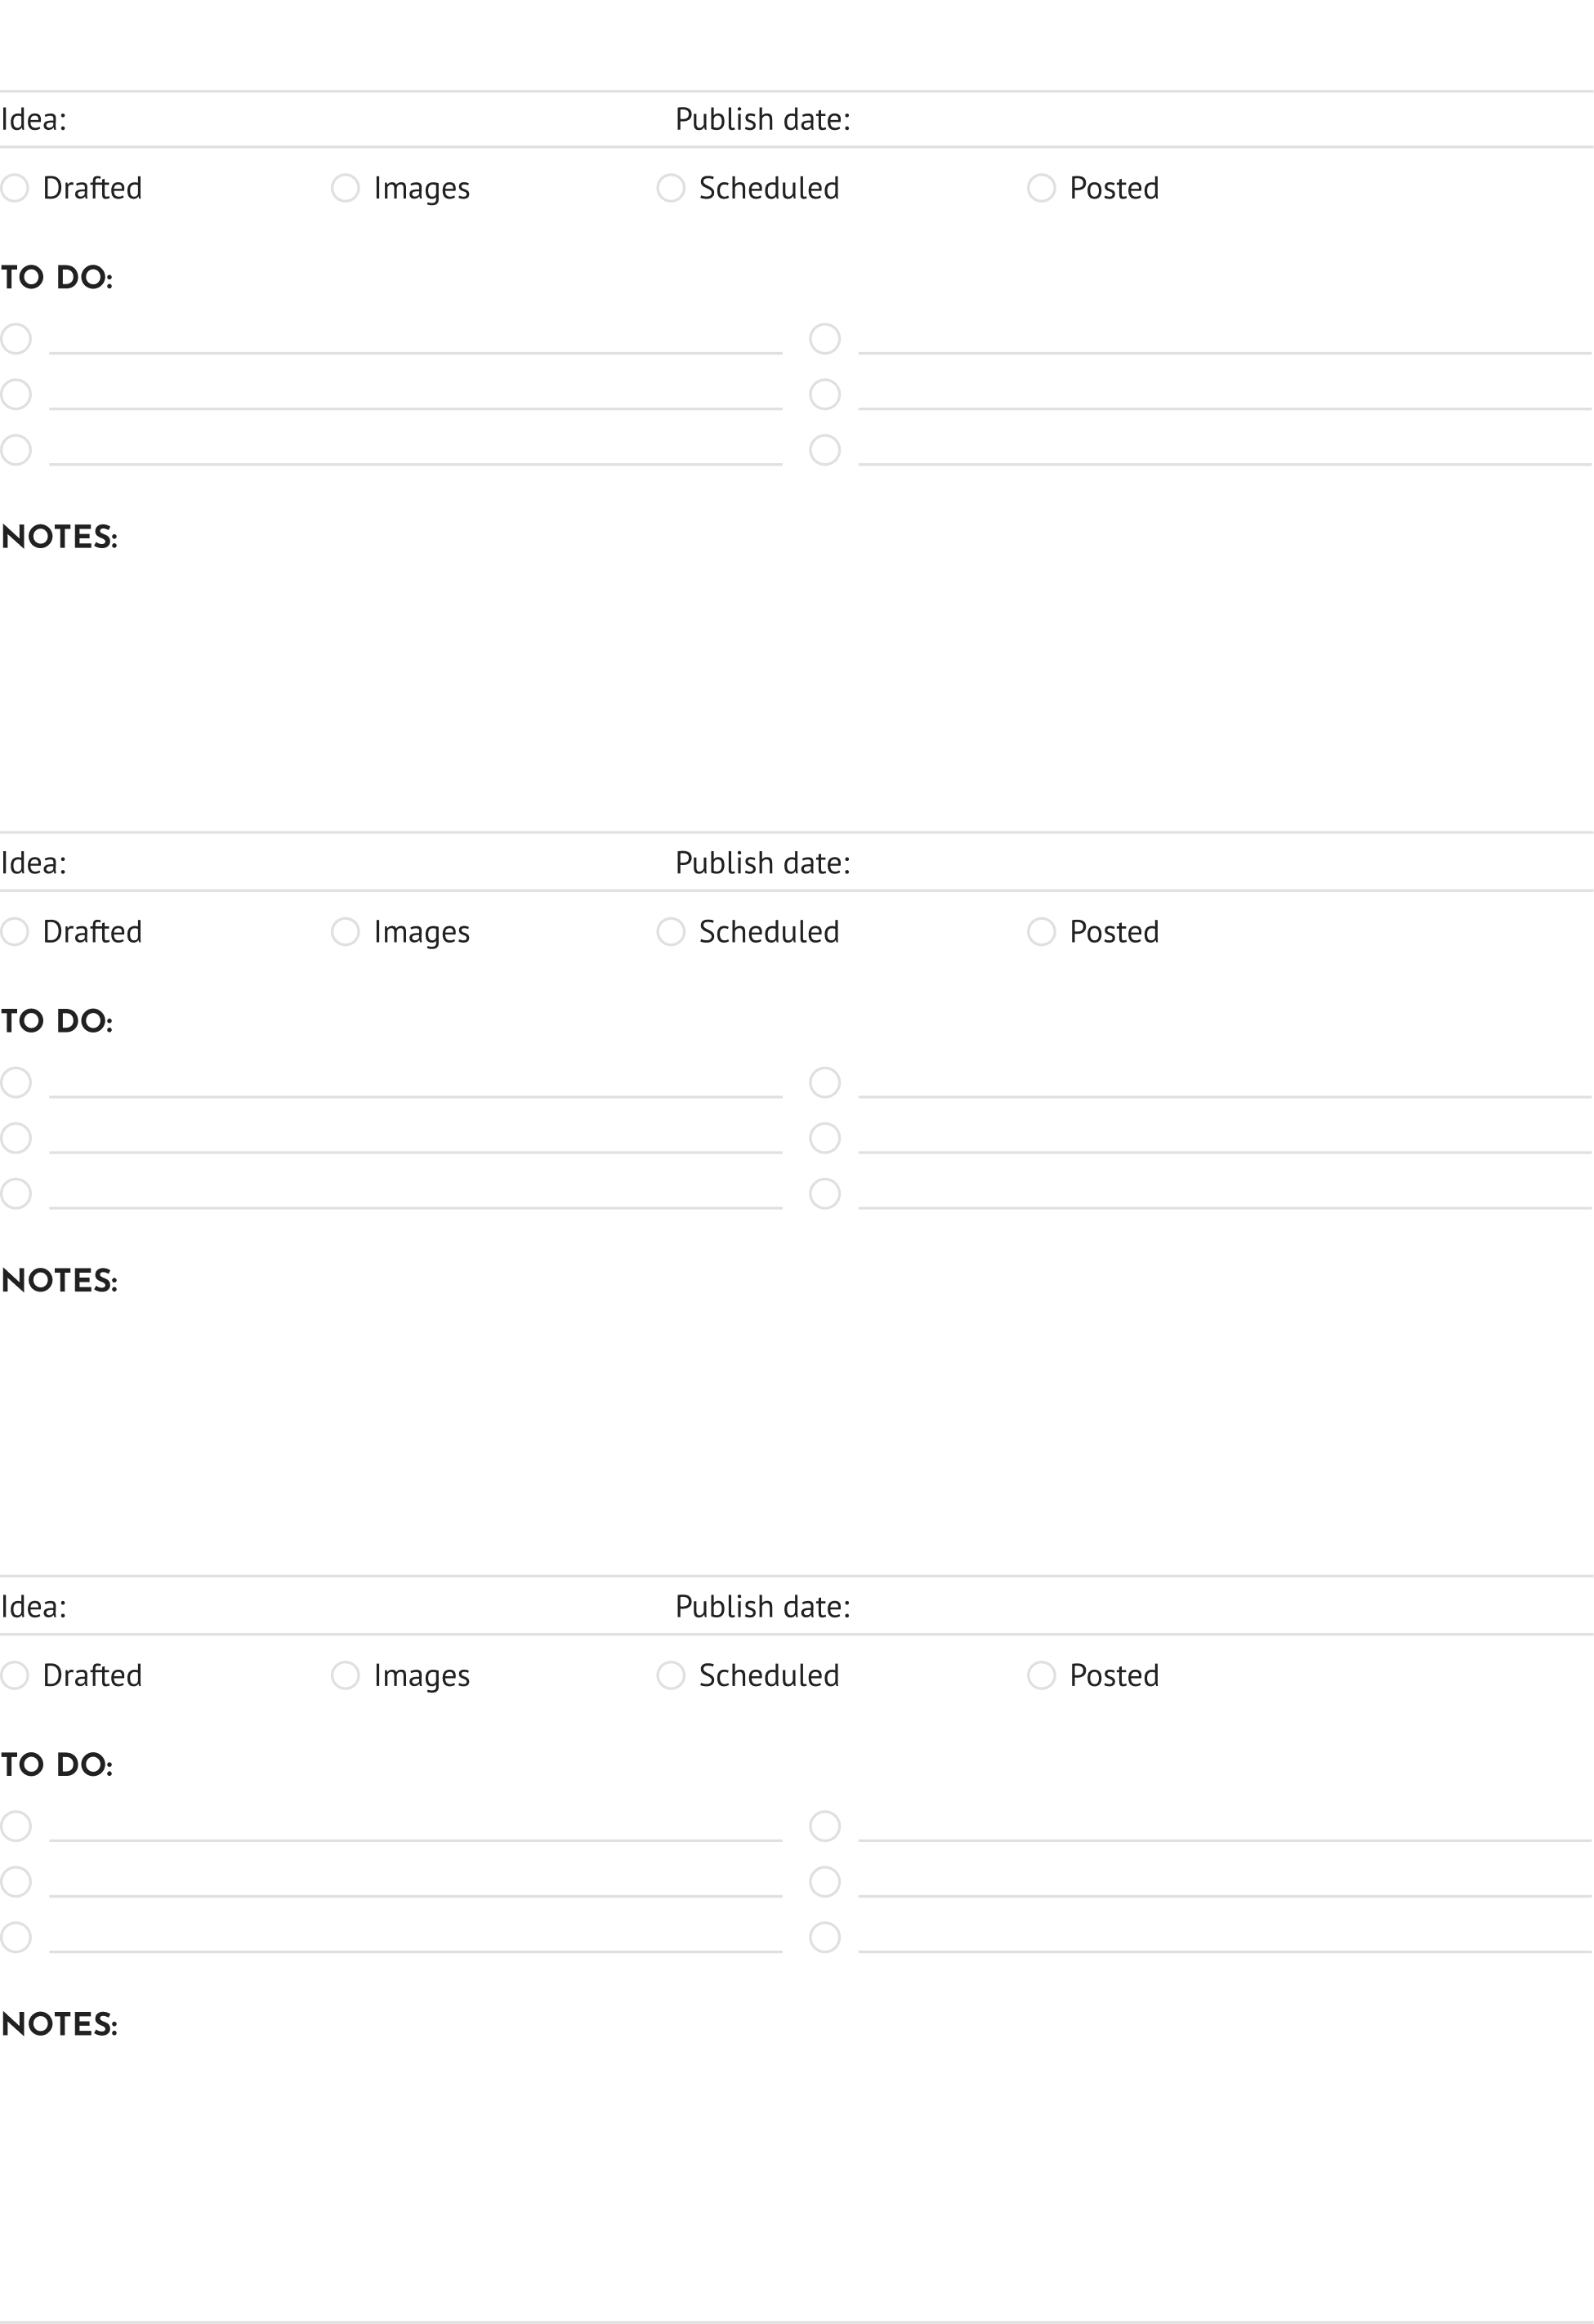 Idea: Publish date:
Drafted Images Scheduled Posted
TO DO:
NOTES:
Idea: Publish date:
Drafted Images Scheduled Posted
TO DO:
NOTES:
Idea: Publish date:
Drafted Images Scheduled Posted
TO DO:
NOTES: